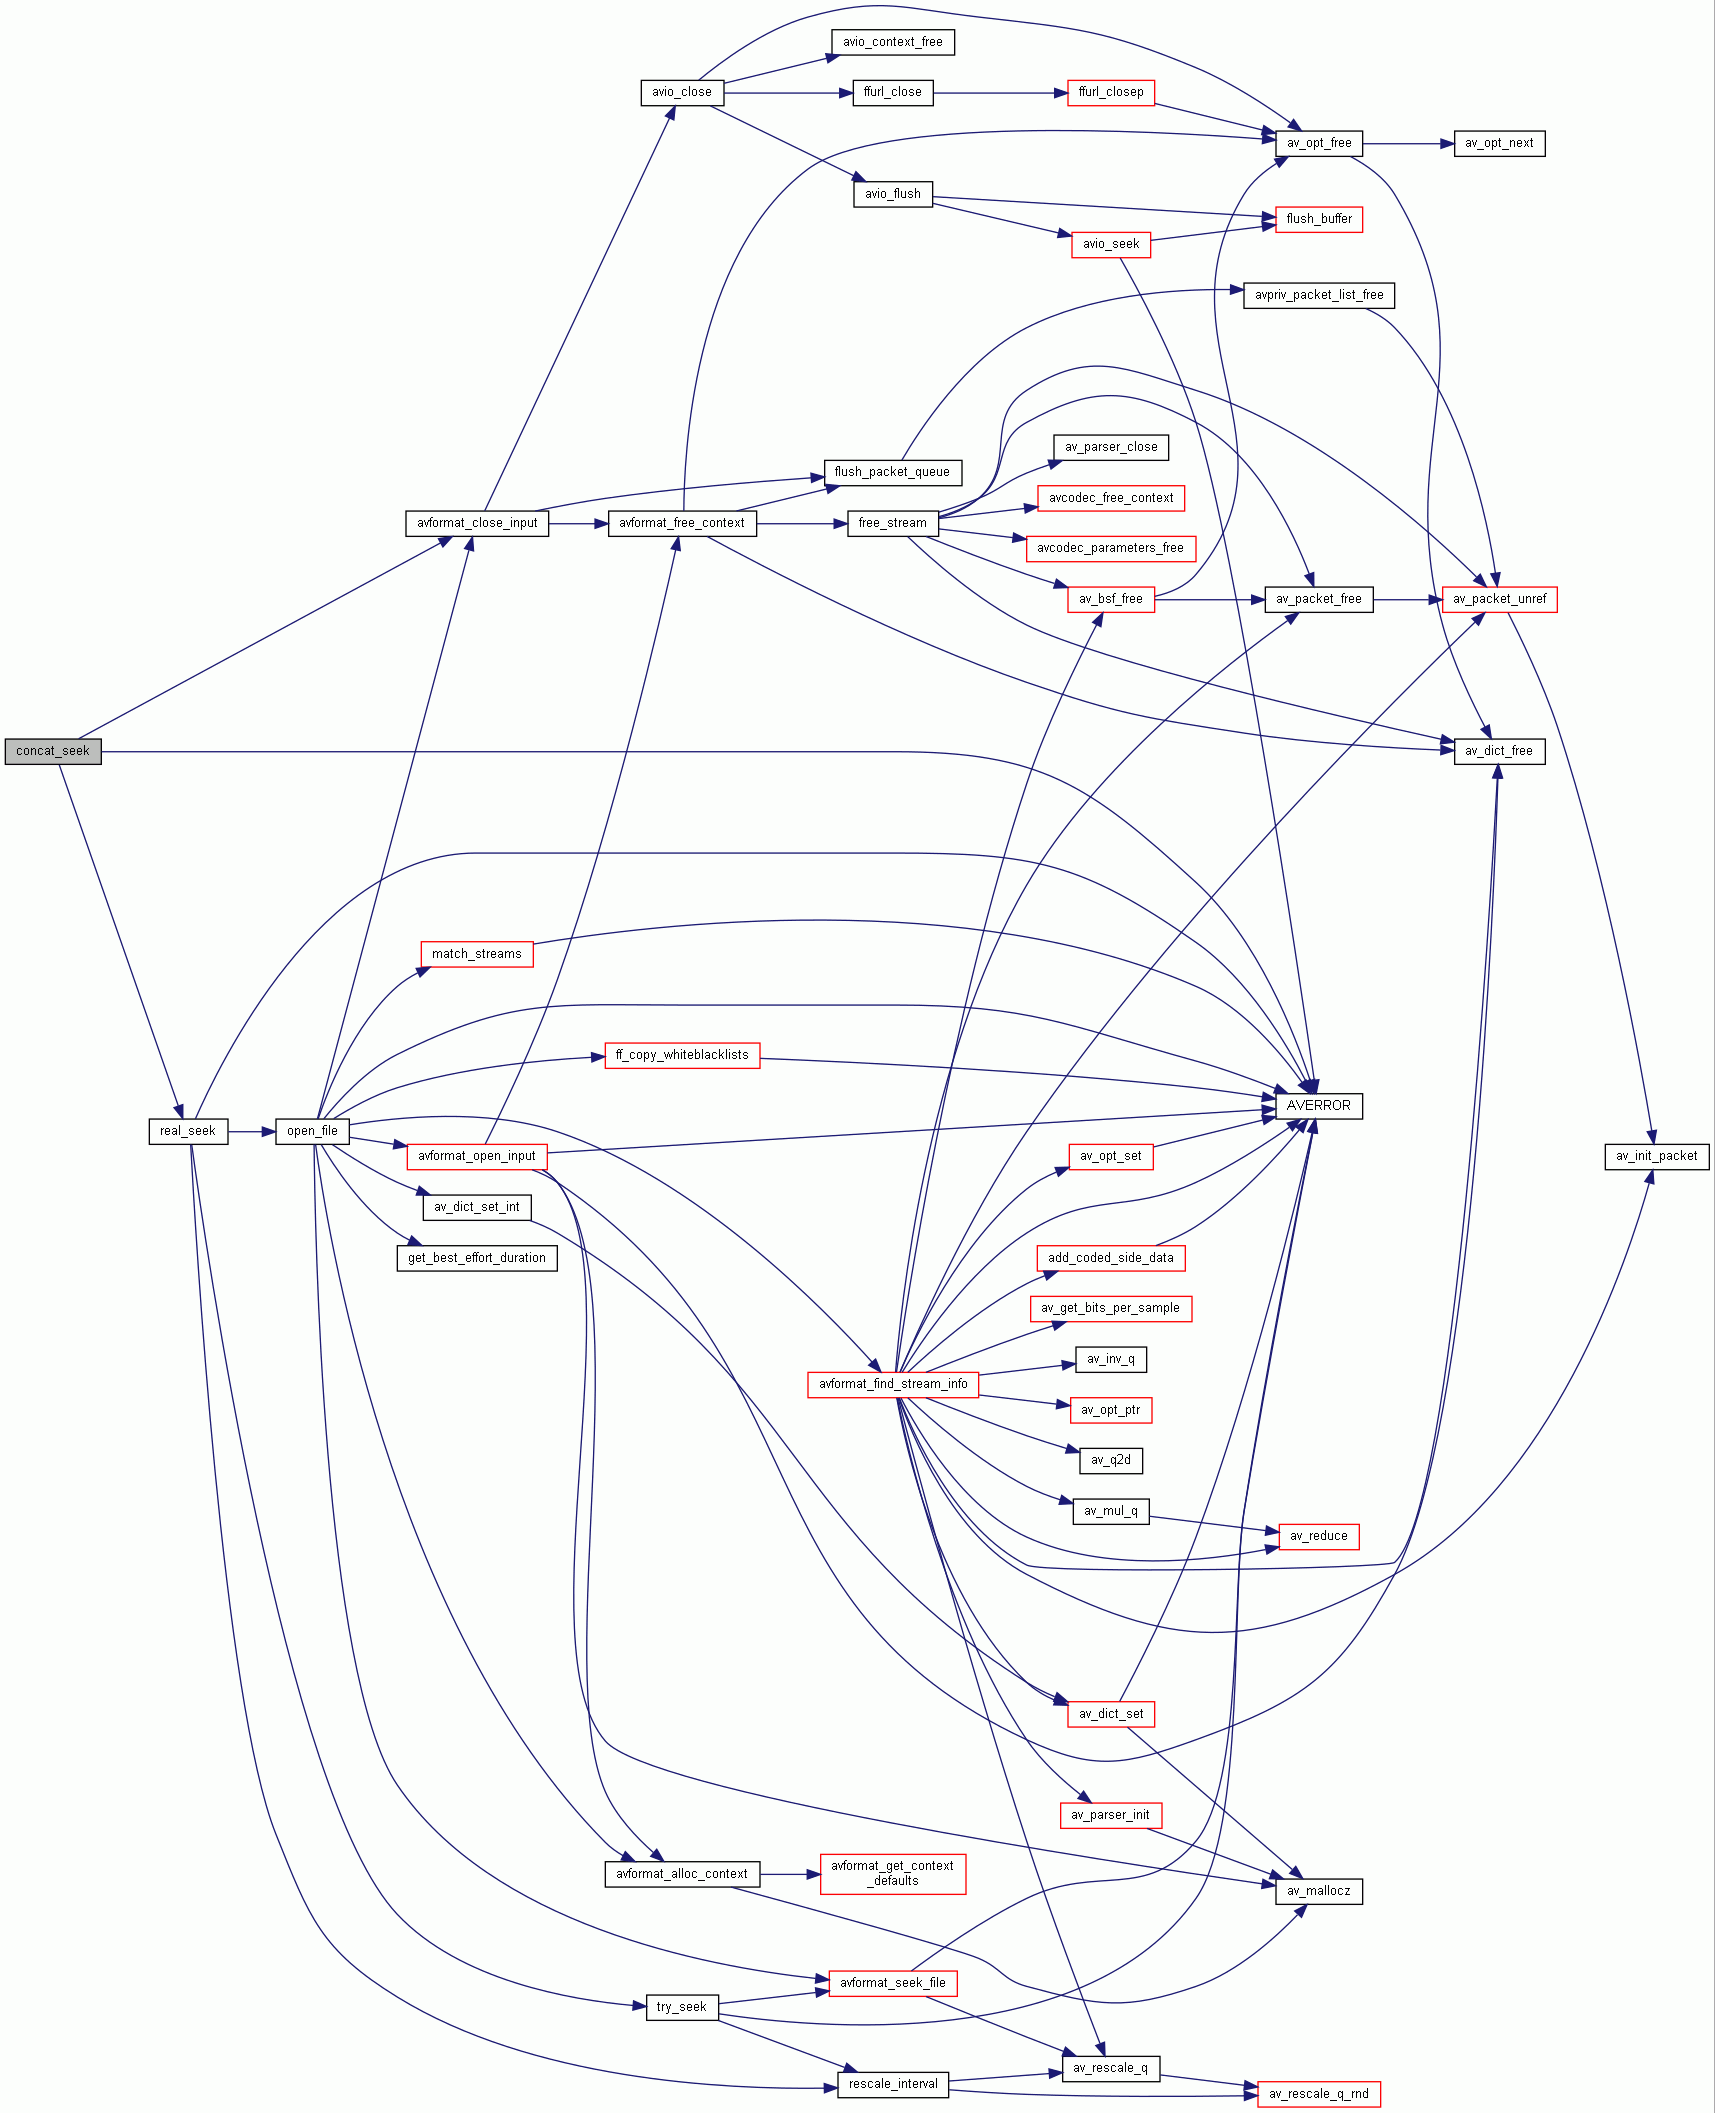 avio_context_free
avio_close
ffurl_close
ffurl_closep
av_opt_free
av_opt_next
avio_flush
flush_buffer
avio_seek
avpriv_packet_list_free
av_parser_close
flush_packet_queue
avcodec_free_context
avformat_close_input
avformat_free_context
free_stream
avcodec_parameters_free
av_bsf_free
av_packet_free
av_packet_unref
concat_seek
av_dict_free
match_streams
ff_copy_whiteblacklists
AVERROR
real_seek
open_file
avformat_open_input
av_opt_set
av_init_packet
av_dict_set_int
get_best_effort_duration
add_coded_side_data
av_get_bits_per_sample
av_inv_q
avformat_find_stream_info
av_opt_ptr
av_q2d
av_mul_q
av_reduce
av_dict_set
av_parser_init
avformat_alloc_context
avformat_get_context
_defaults
av_mallocz
avformat_seek_file
try_seek
av_rescale_q
rescale_interval
av_rescale_q_rnd